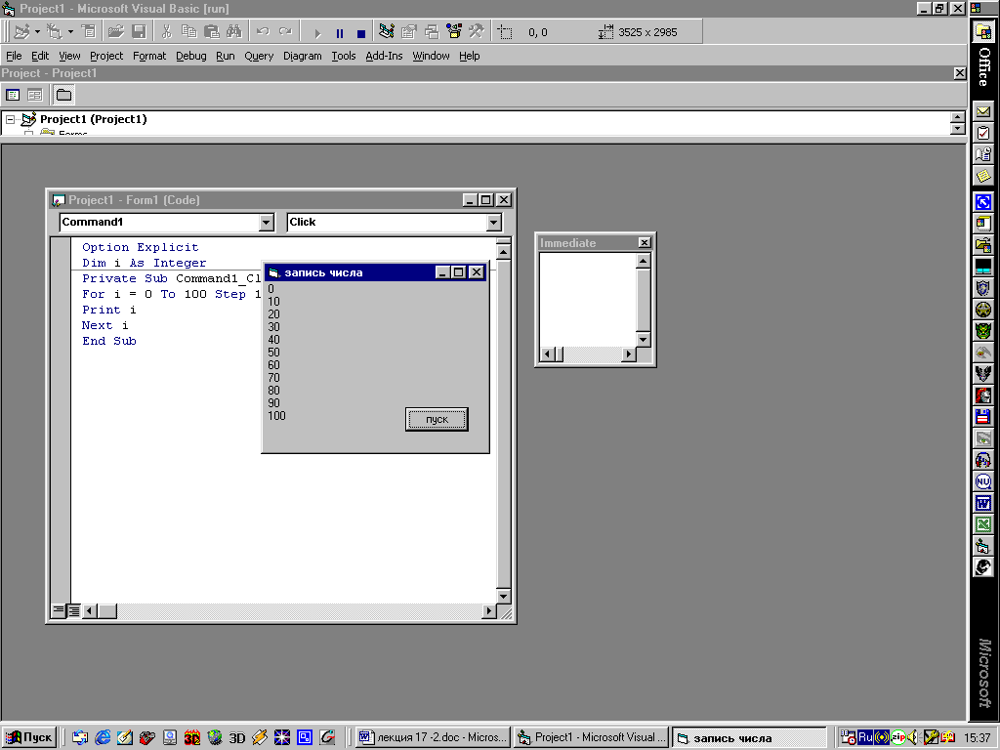 Project1 - Microsoft Visual Basic [run]
0, 0 3525 x 2985
File Edit View Project Format Debug Run Query Diagram Tools Add-Ins Window Help
Project - Project1
Project1 (Project1)
Forms
Project1 - Form1 (Code)
Command1 Click
Option Explicit
Dim i As Integer
Private Sub Command1_Cl
For i = 0 To 100 Step 1
Print i
Next i
End Sub
запись числа
0
10
20
30
40
50
60
70
80
90
100
пуск
Immediate
Office
NU
Microsoft
Пуск
3D
лекция 17 -2.doc - Micros...
Project1 - Microsoft Visual ...
запись числа
Ru
zip
15:37